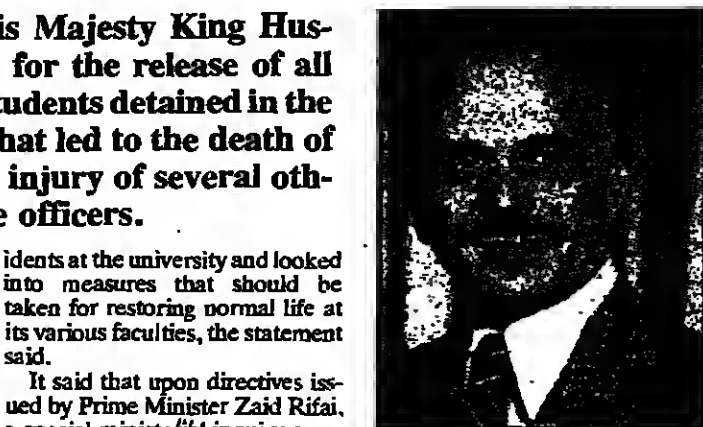 is Majesty King Hus-
for the release of all
tudents detained in the
hat led to the death of
injury of several oth-
e officers.
idents at the university and looked
into measures that should be
taken for restoring normal life at
its various faculties, the statement
said.
It said that upon directives iss-
ued by Prime Minister Zaid Rifai,